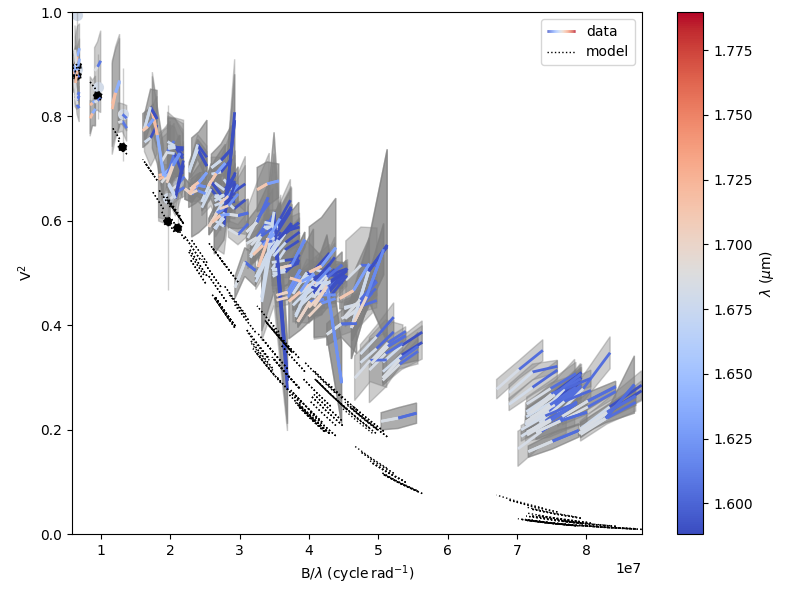 1.0
0.8
0.6
0.4
0.2
0.0
V²
1 2 3 4 5 6 7 8
1e7
B/λ (cycle rad⁻¹)
data
model
1.775
1.750
1.725
1.700
1.675
1.650
1.625
1.600
λ (μm)